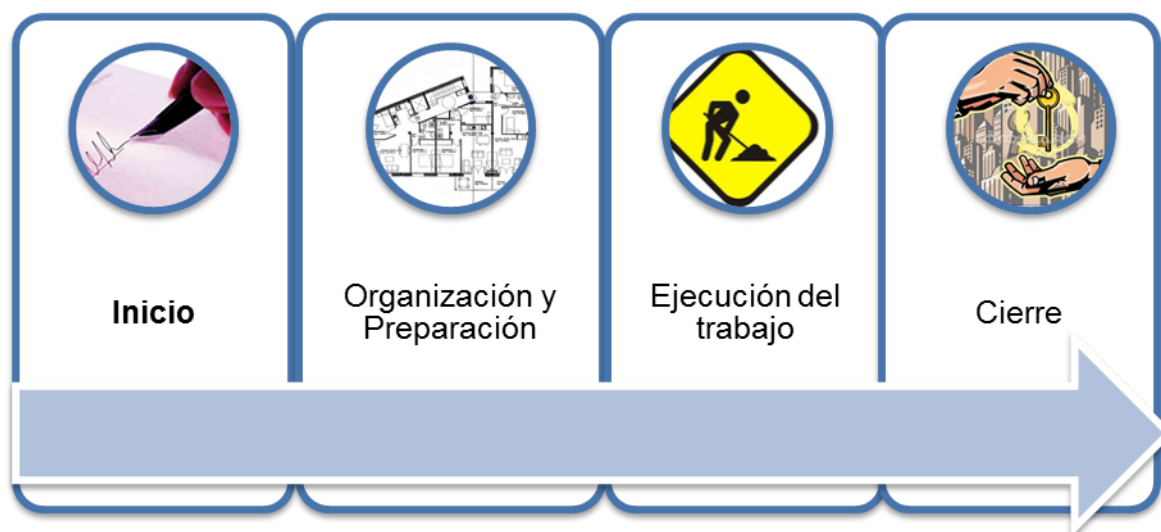 Inicio
Organización y
Preparación
Ejecución del
trabajo
Cierre